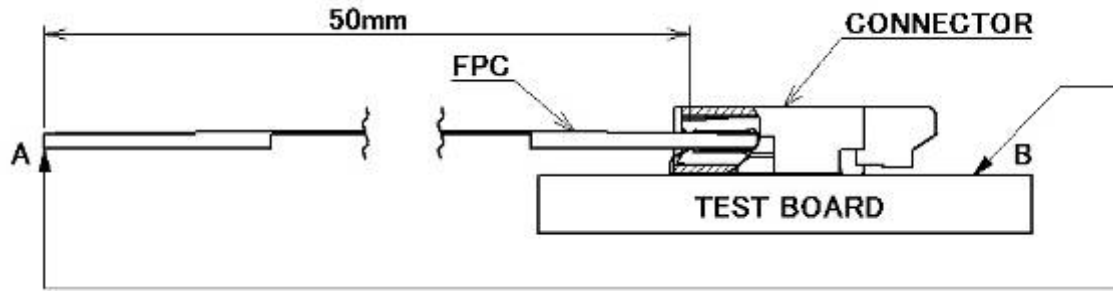 50mm
CONNECTOR
FPC
A
B
TEST BOARD